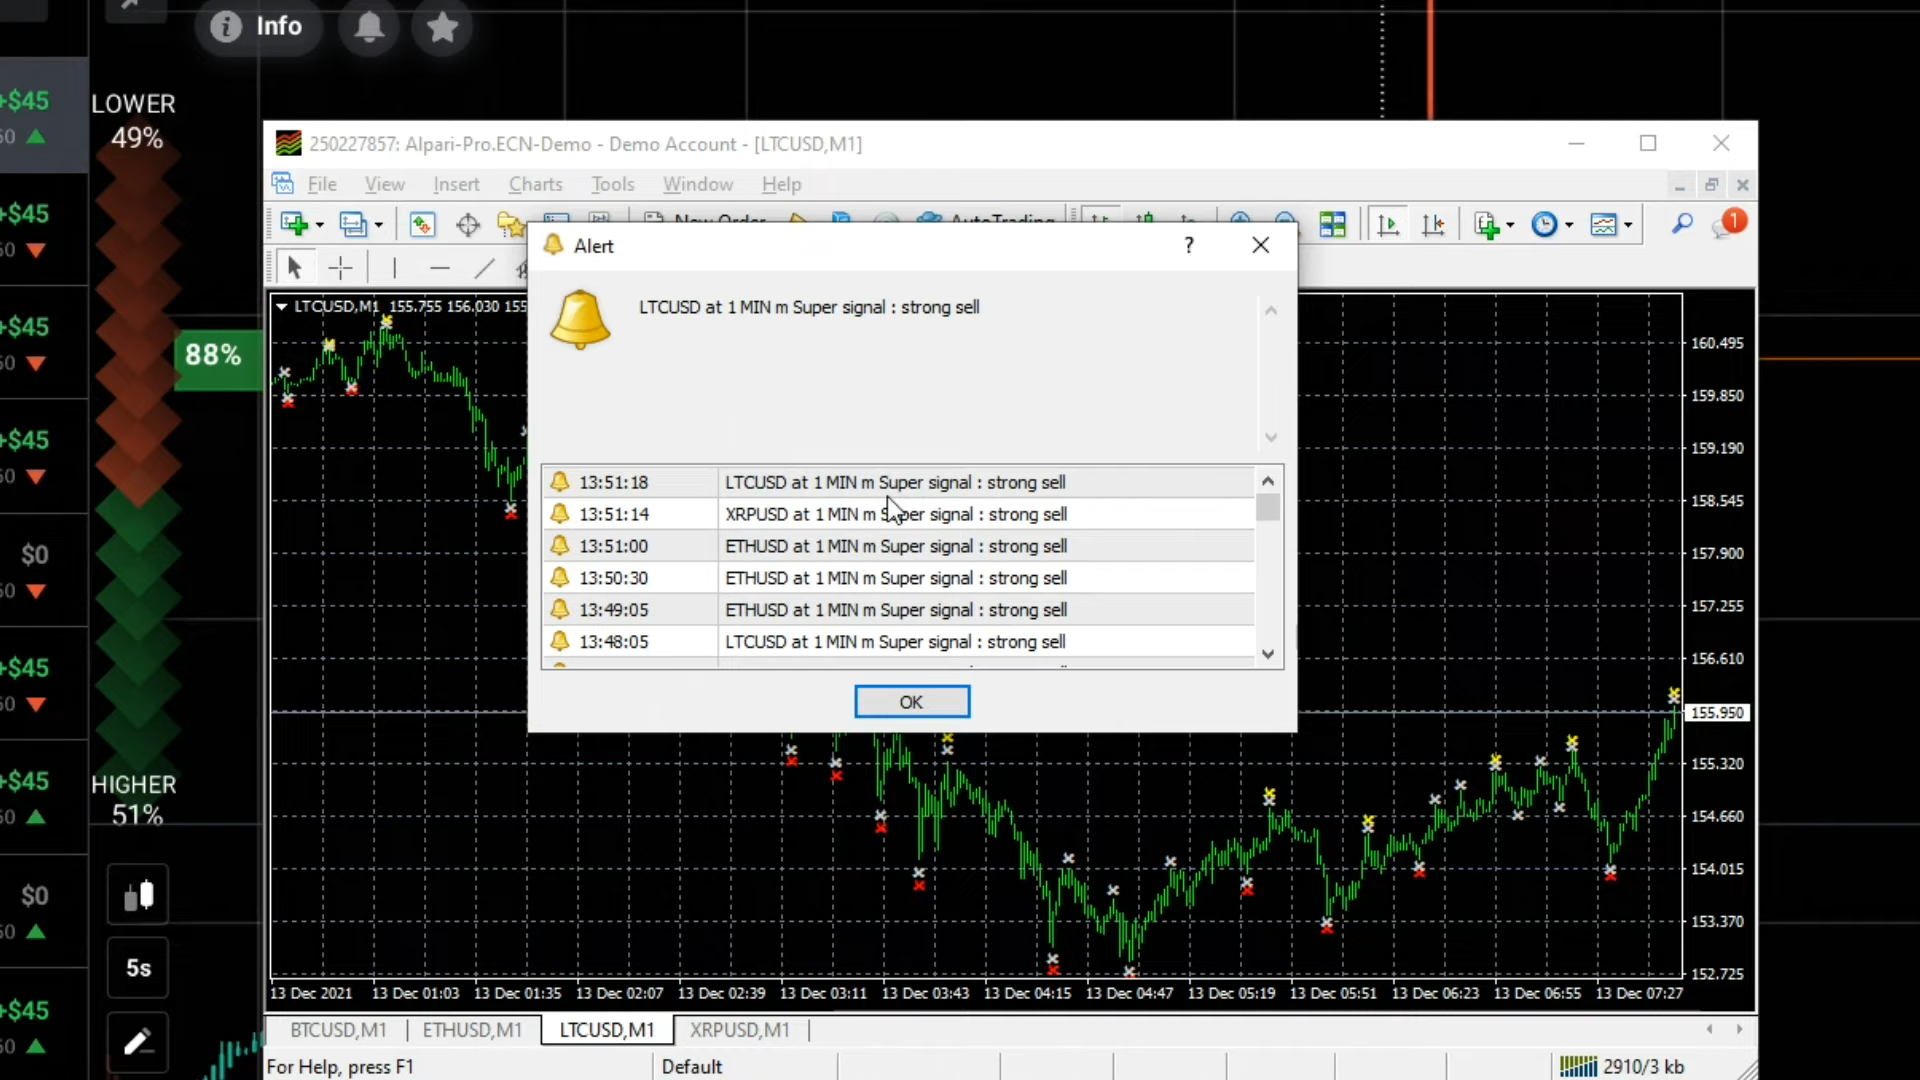 Info
+$45
LOWER
49%
+$45
+$45
88%
+$45
$0
+$45
+$45
HIGHER
51%
$0
5s
+$45
250227857: Alpari-Pro.ECN-Demo - Demo Account - [LTCUSD,M1]
File View Insert Charts Tools Window Help
New Order AutoTrading
1
Alert
?
LTCUSD at 1 MIN m Super signal : strong sell
LTCUSD,M1 155.755 156.030 155
13:51:18 LTCUSD at 1 MIN m Super signal : strong sell
13:51:14 XRPUSD at 1 MIN m Super signal : strong sell
13:51:00 ETHUSD at 1 MIN m Super signal : strong sell
13:50:30 ETHUSD at 1 MIN m Super signal : strong sell
13:49:05 ETHUSD at 1 MIN m Super signal : strong sell
13:48:05 LTCUSD at 1 MIN m Super signal : strong sell
OK
160.495
159.850
159.190
158.545
157.900
157.255
156.610
155.950
155.320
154.660
154.015
153.370
152.725
13 Dec 2021 13 Dec 01:03 13 Dec 01:35 13 Dec 02:07 13 Dec 02:39 13 Dec 03:11 13 Dec 03:43 13 Dec 04:15 13 Dec 04:47 13 Dec 05:19 13 Dec 05:51 13 Dec 06:23 13 Dec 06:55 13 Dec 07:27
BTCUSD,M1 ETHUSD,M1 LTCUSD,M1 XRPUSD,M1
For Help, press F1 Default 2910/3 kb